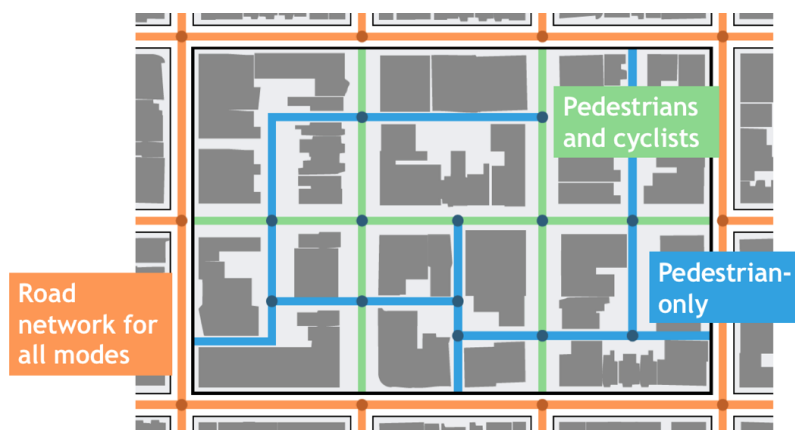 Pedestrians
and cyclists
Pedestrian-
only
Road
network for
all modes